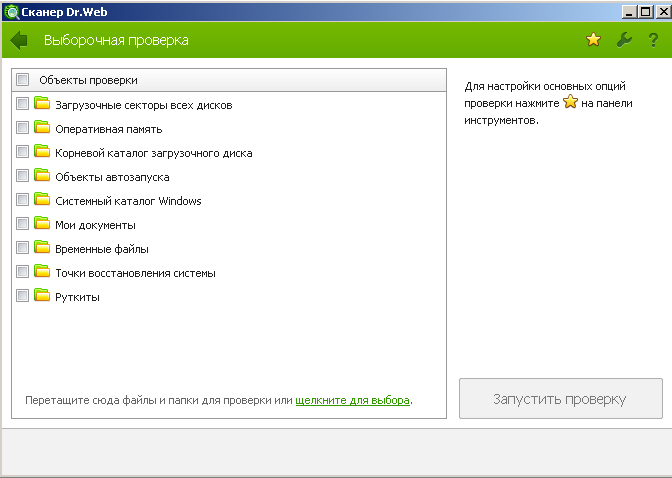 Сканер Dr.Web
Выборочная проверка
?
Объекты проверки
Загрузочные секторы всех дисков
Оперативная память
Корневой каталог загрузочного диска
Объекты автозапуска
Системный каталог Windows
Мои документы
Временные файлы
Точки восстановления системы
Руткиты
Перетащите сюда файлы и папки для проверки или щелкните для выбора.
Для настройки основных опций
проверки нажмите на панели
инструментов.
Запустить проверку